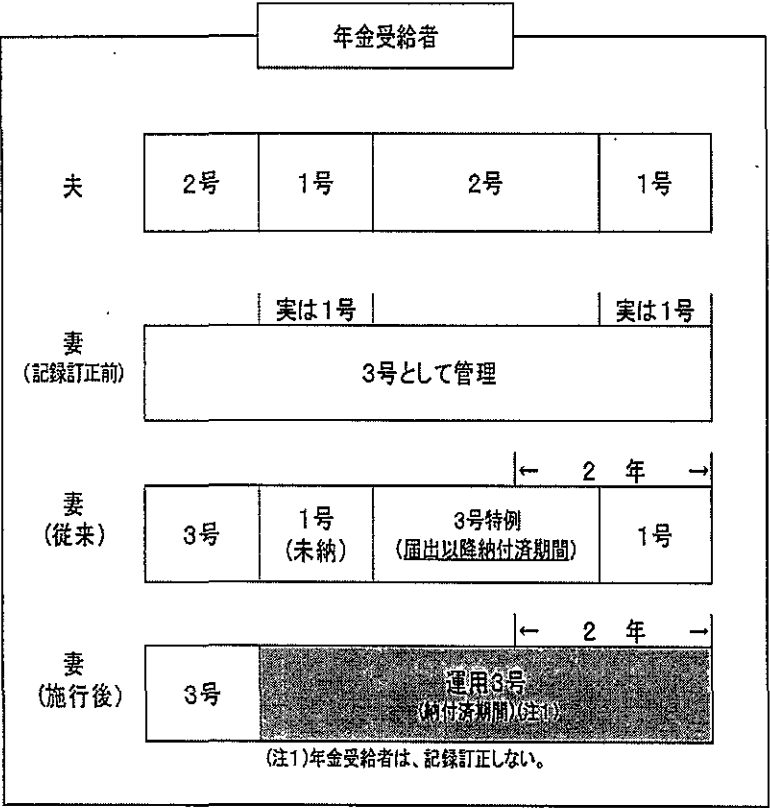 年金受給者
夫
2号
1号
2号
1号
実は1号
実は1号
妻
(記録訂正前)
3号として管理
← 2 年 →
妻
(従来)
3号
1号
(未納)
3号特例
(届出以降納付済期間)
1号
← 2 年 →
妻
(施行後)
3号
運用3号
(納付済期間)(注1)
(注1)年金受給者は、記録訂正しない。